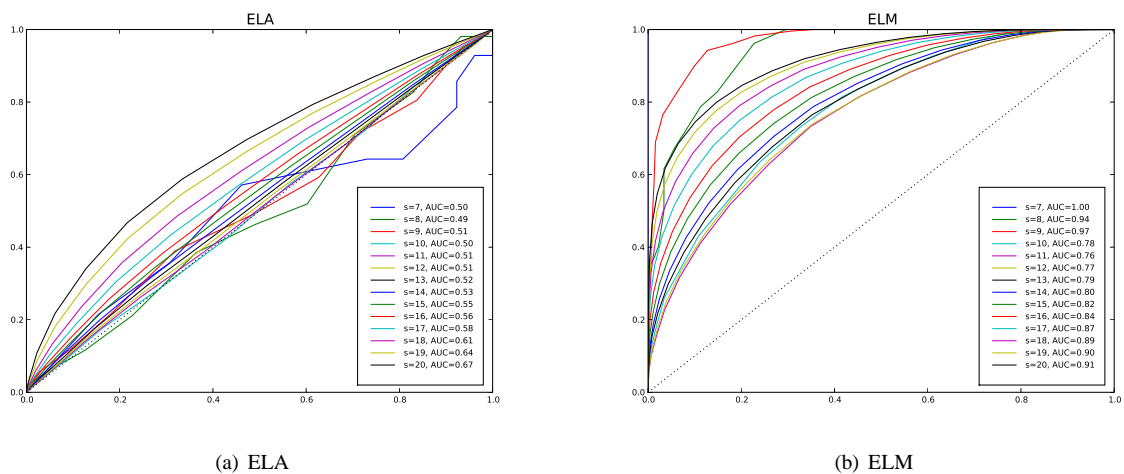 ELA
1.0
0.8
0.6
0.4
0.2
0.0
0.0 0.2 0.4 0.6 0.8 1.0
s=7, AUC=0.50
s=8, AUC=0.49
s=9, AUC=0.51
s=10, AUC=0.50
s=11, AUC=0.51
s=12, AUC=0.51
s=13, AUC=0.52
s=14, AUC=0.53
s=15, AUC=0.55
s=16, AUC=0.56
s=17, AUC=0.58
s=18, AUC=0.61
s=19, AUC=0.64
s=20, AUC=0.67
(a) ELA
ELM
1.0
0.8
0.6
0.4
0.2
0.0
0.0 0.2 0.4 0.6 0.8 1.0
s=7, AUC=1.00
s=8, AUC=0.94
s=9, AUC=0.97
s=10, AUC=0.78
s=11, AUC=0.76
s=12, AUC=0.77
s=13, AUC=0.79
s=14, AUC=0.80
s=15, AUC=0.82
s=16, AUC=0.84
s=17, AUC=0.87
s=18, AUC=0.89
s=19, AUC=0.90
s=20, AUC=0.91
(b) ELM